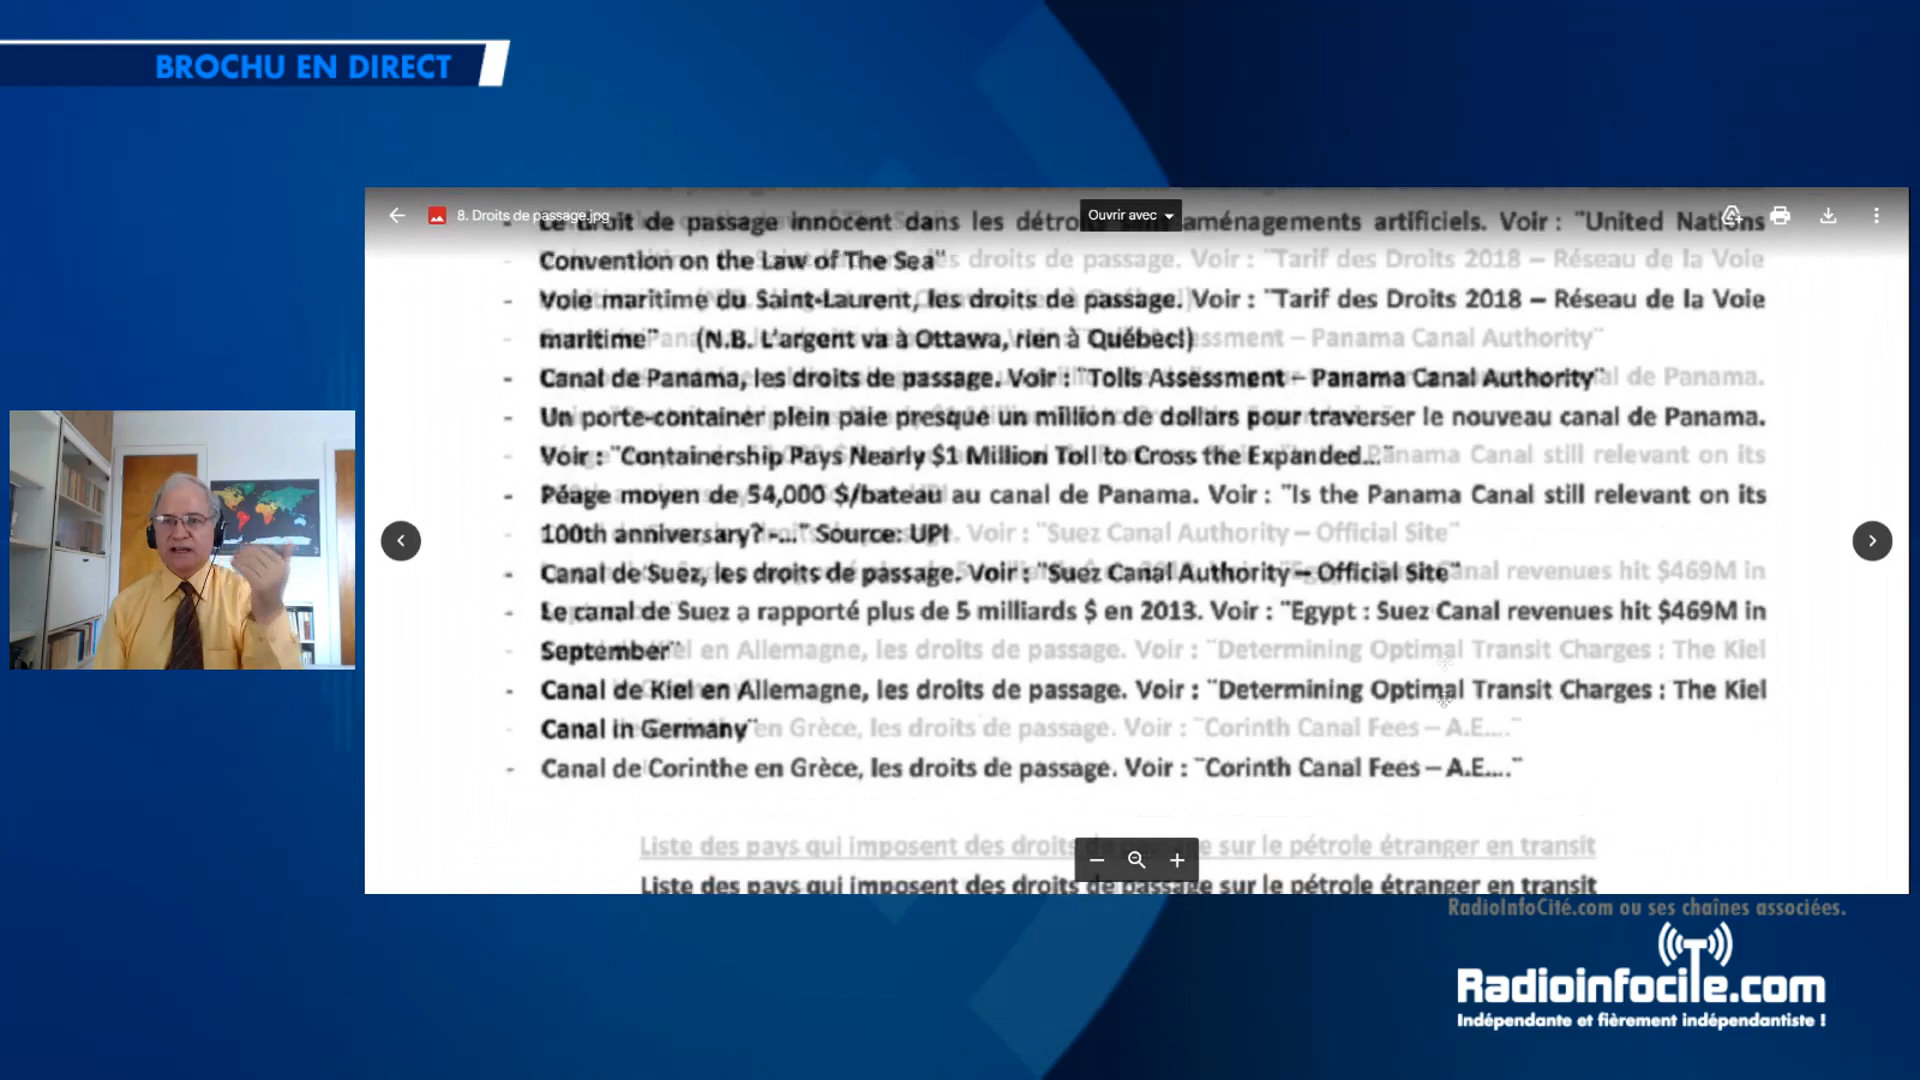 BROCHU EN DIRECT
8. Droits de passage.jpg
Ouvrir avec
- Le droit de passage innocent dans les détroits aménagements artificiels. Voir : ¨United Nations
Convention on the Law of The Sea¨
- Voie maritime du Saint-Laurent, les droits de passage. Voir : ¨Tarif des Droits 2018 – Réseau de la Voie
maritime¨ (N.B. L'argent va à Ottawa, rien à Québec!)
- Canal de Panama, les droits de passage. Voir : ¨Tolls Assessment – Panama Canal Authority¨
- Un porte-container plein paie presque un million de dollars pour traverser le nouveau canal de Panama.
Voir : ¨Containership Pays Nearly $1 Million Toll to Cross the Expanded...¨
- Péage moyen de 54,000 $/bateau au canal de Panama. Voir : ¨Is the Panama Canal still relevant on its
100th anniversary? -...¨ Source: UPI
- Canal de Suez, les droits de passage. Voir : ¨Suez Canal Authority – Official Site¨
- Le canal de Suez a rapporté plus de 5 milliards $ en 2013. Voir : ¨Egypt : Suez Canal revenues hit $469M in
September¨
- Canal de Kiel en Allemagne, les droits de passage. Voir : ¨Determining Optimal Transit Charges : The Kiel
Canal in Germany¨
- Canal de Corinthe en Grèce, les droits de passage. Voir : ¨Corinth Canal Fees – A.E....¨
Liste des pays qui imposent des droits de passage sur le pétrole étranger en transit
RadioInfoCité.com ou ses chaînes associées.
Radioinfocite.com
Indépendante et fièrement indépendantiste !